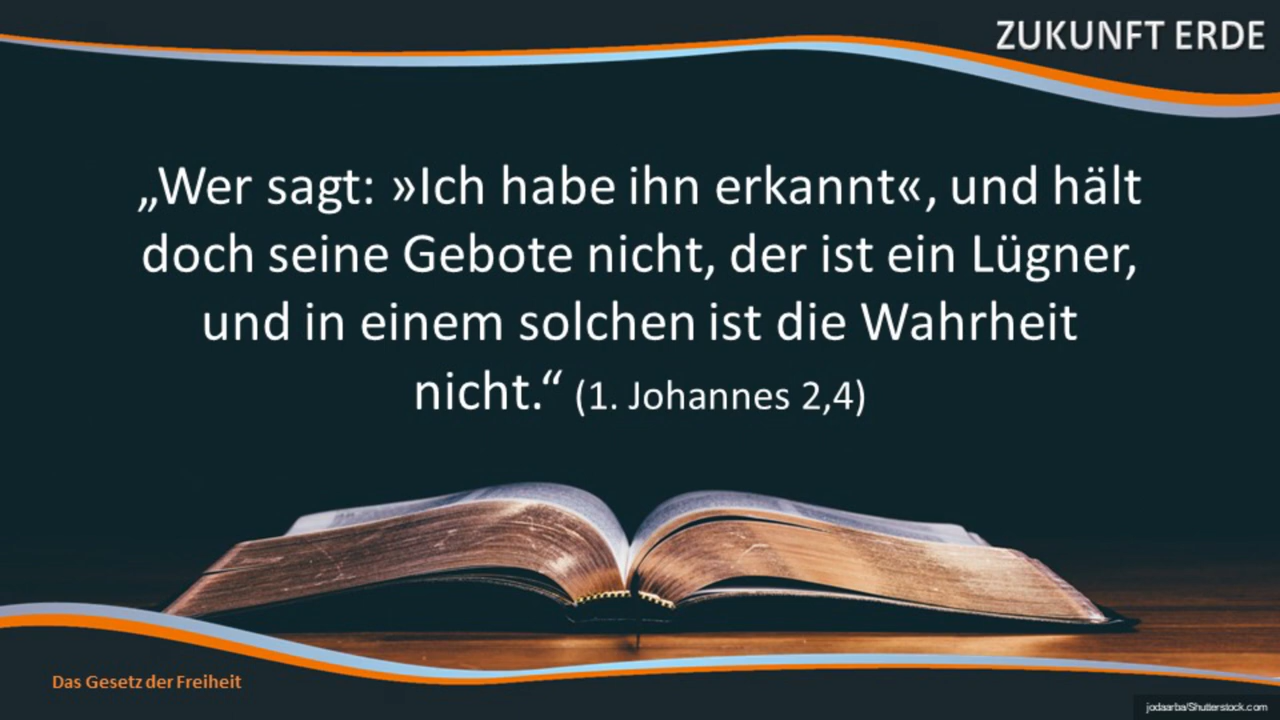 ZUKUNFT ERDE
„Wer sagt: »Ich habe ihn erkannt«, und hält
doch seine Gebote nicht, der ist ein Lügner,
und in einem solchen ist die Wahrheit
nicht.“ (1. Johannes 2,4)
Das Gesetz der Freiheit
jodaarba/Shutterstock.com